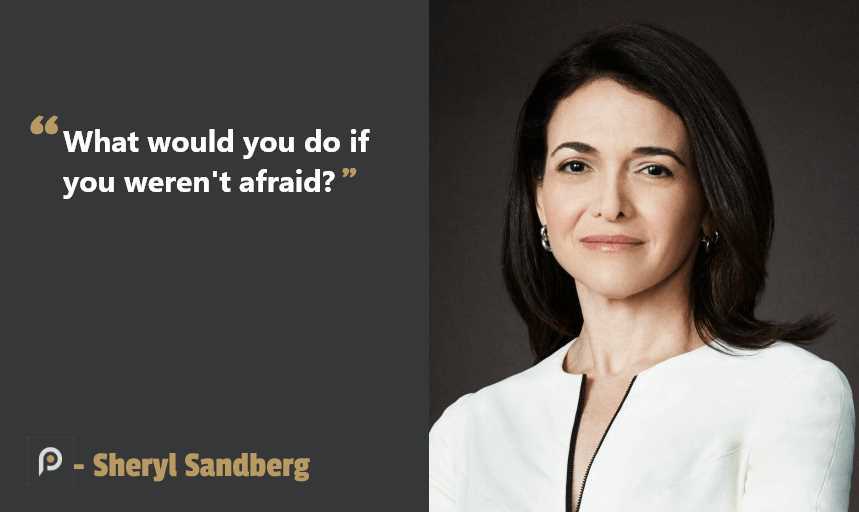 “What would you do if
you weren't afraid?”
- Sheryl Sandberg